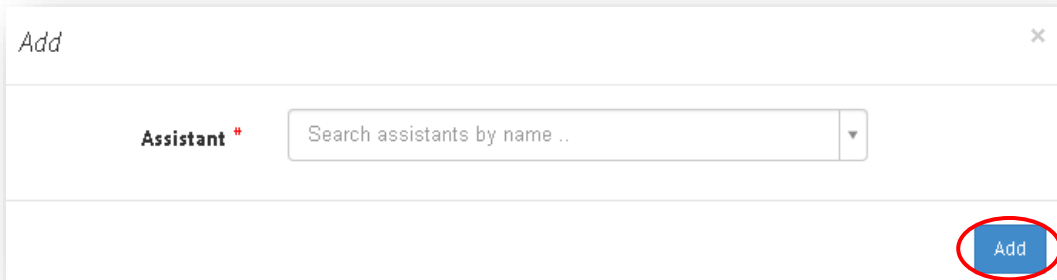 Add
×
Assistant *
Search assistants by name ..
Add